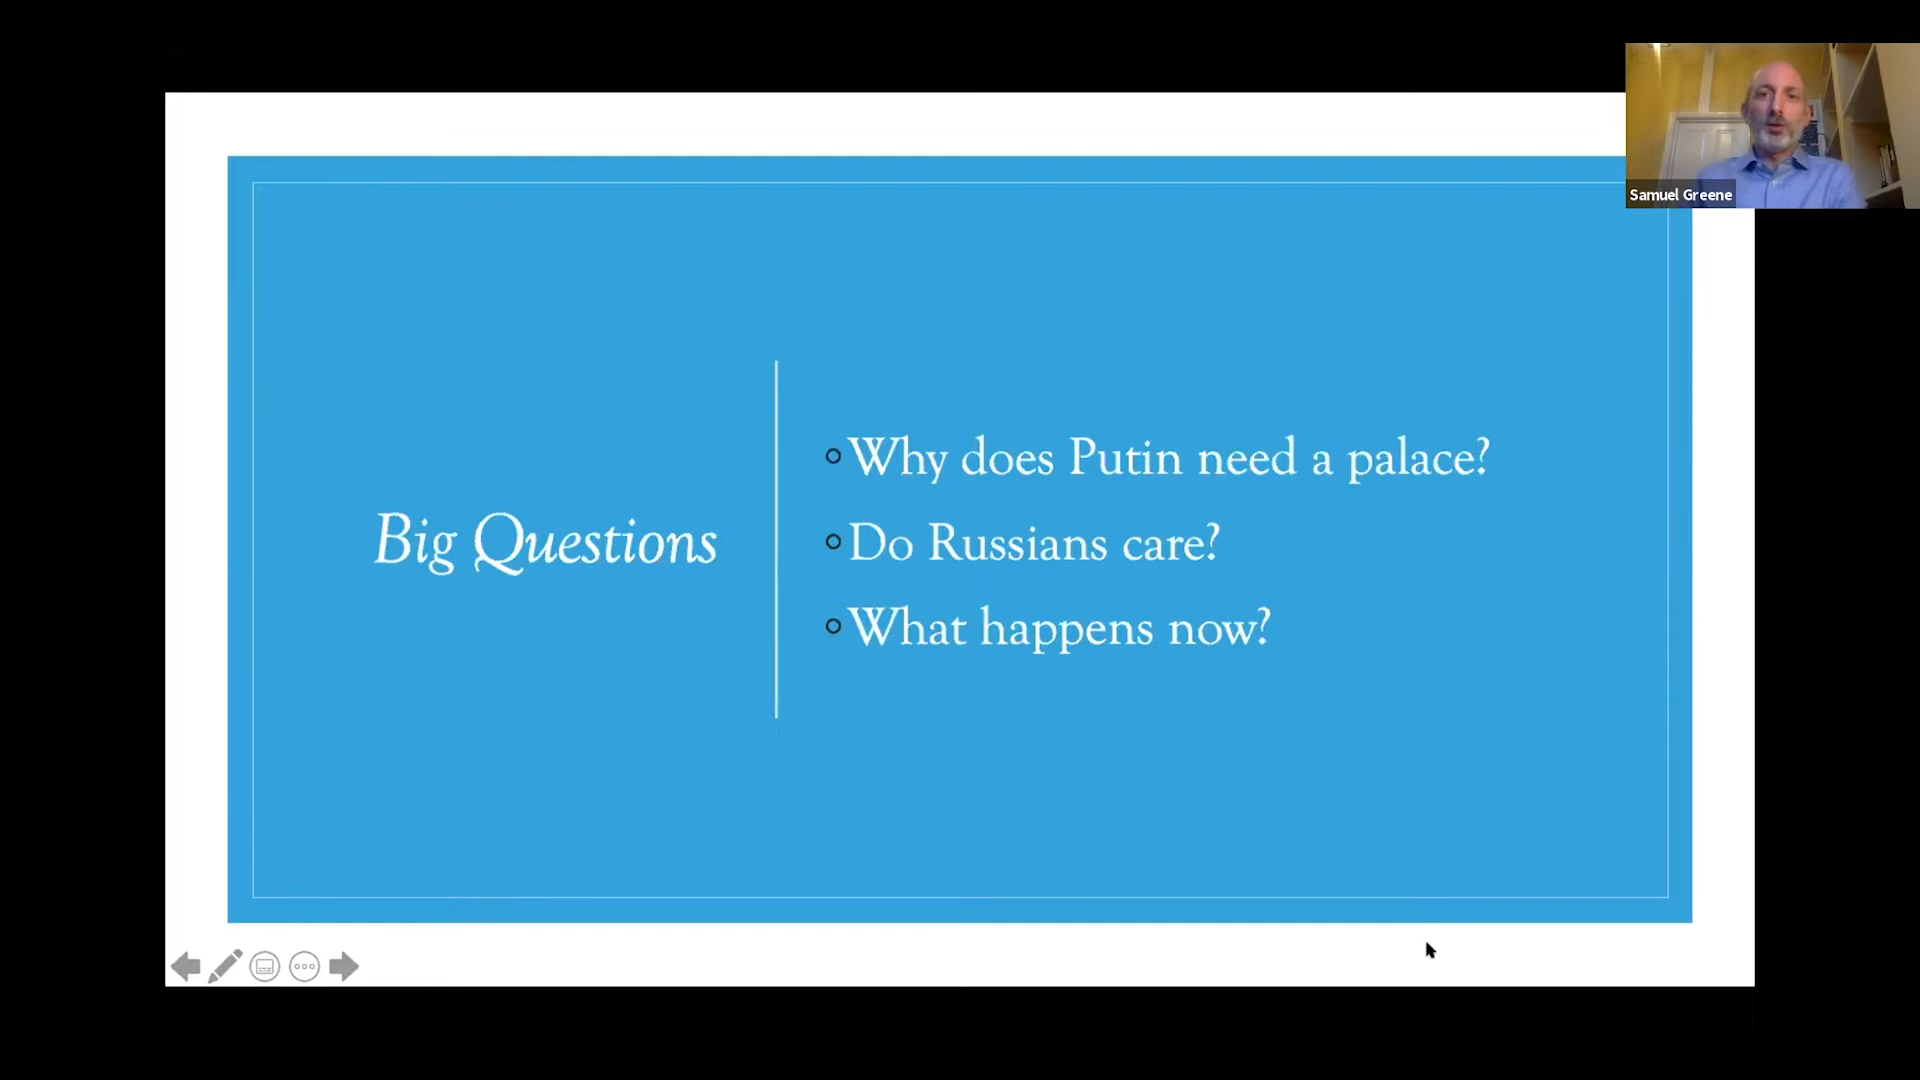 Samuel Greene
Big Questions
Why does Putin need a palace?
Do Russians care?
What happens now?